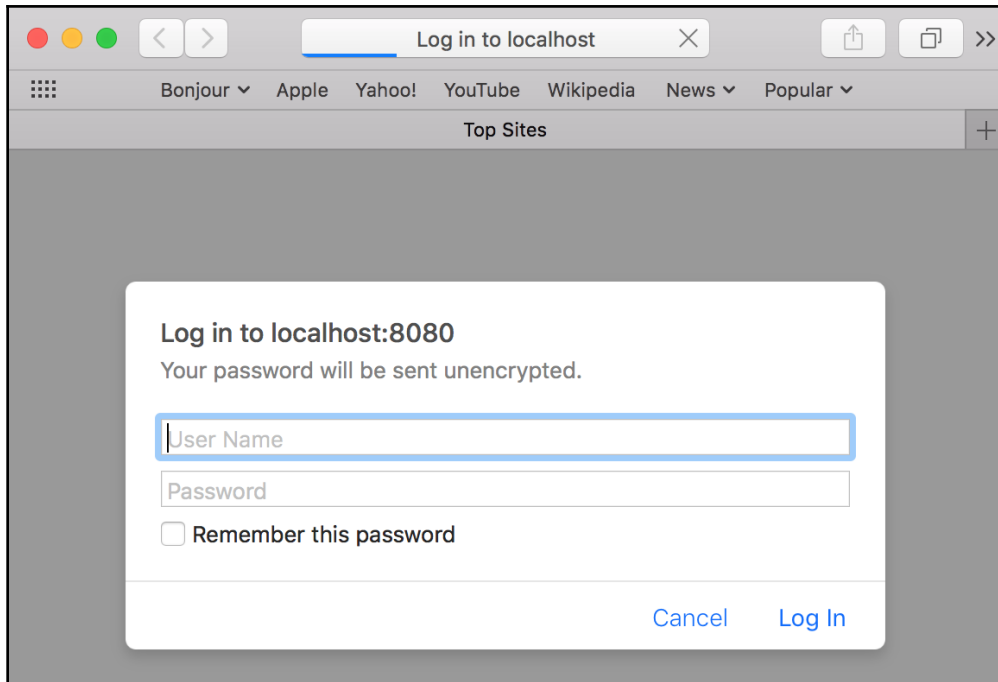 Log in to localhost
Bonjour Apple Yahoo! YouTube Wikipedia News Popular
Top Sites
Log in to localhost:8080
Your password will be sent unencrypted.
User Name
Password
Remember this password
Cancel Log In